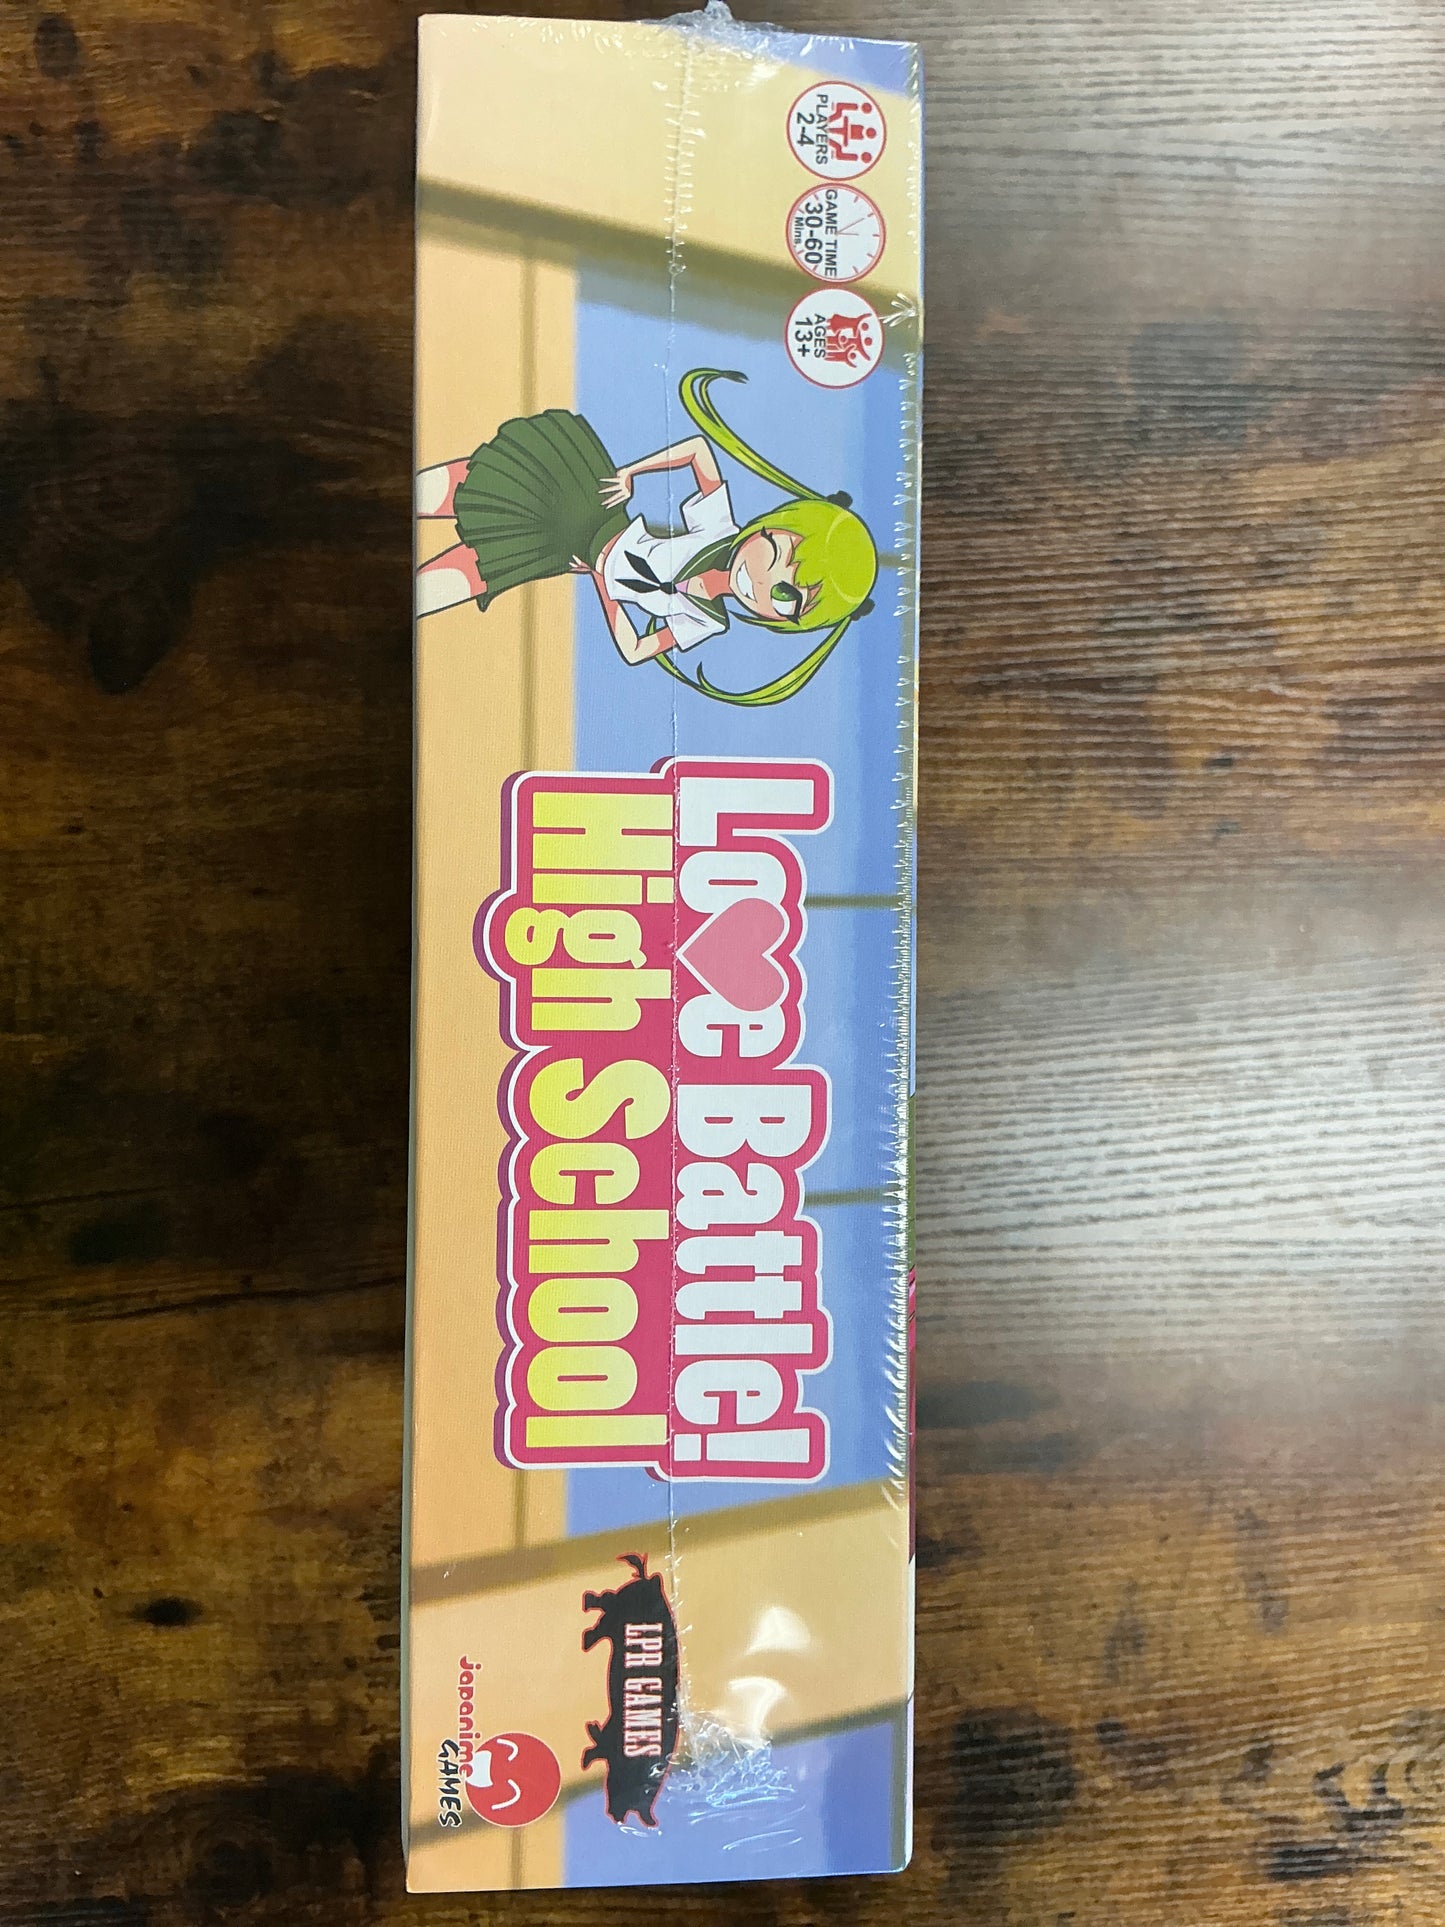 PLAYERS
2-4
GAME TIME
30-60
Mins.
AGES
13+
Love Battle!
High School
LPR GAMES
japanime
GAMES